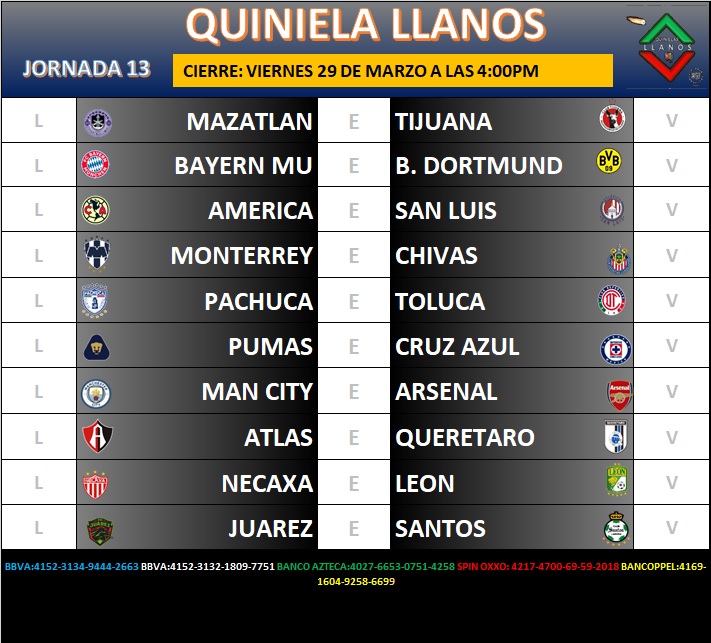 QUINIELA LLANOS
JORNADA 13
CIERRE: VIERNES 29 DE MARZO A LAS 4:00PM
QUINIELAS
LLANOS
L MAZATLAN E TIJUANA V
L BAYERN MU E B. DORTMUND V
L AMERICA E SAN LUIS V
L MONTERREY E CHIVAS V
L PACHUCA E TOLUCA V
L PUMAS E CRUZ AZUL V
L MAN CITY E ARSENAL V
L ATLAS E QUERETARO V
L NECAXA E LEON V
L JUAREZ E SANTOS V
BBVA:4152-3134-9444-2663 BBVA:4152-3132-1809-7751 BANCO AZTECA:4027-6653-0751-4258 SPIN OXXO: 4217-4700-69-59-2018 BANCOPPEL:4169-
1604-9258-6699